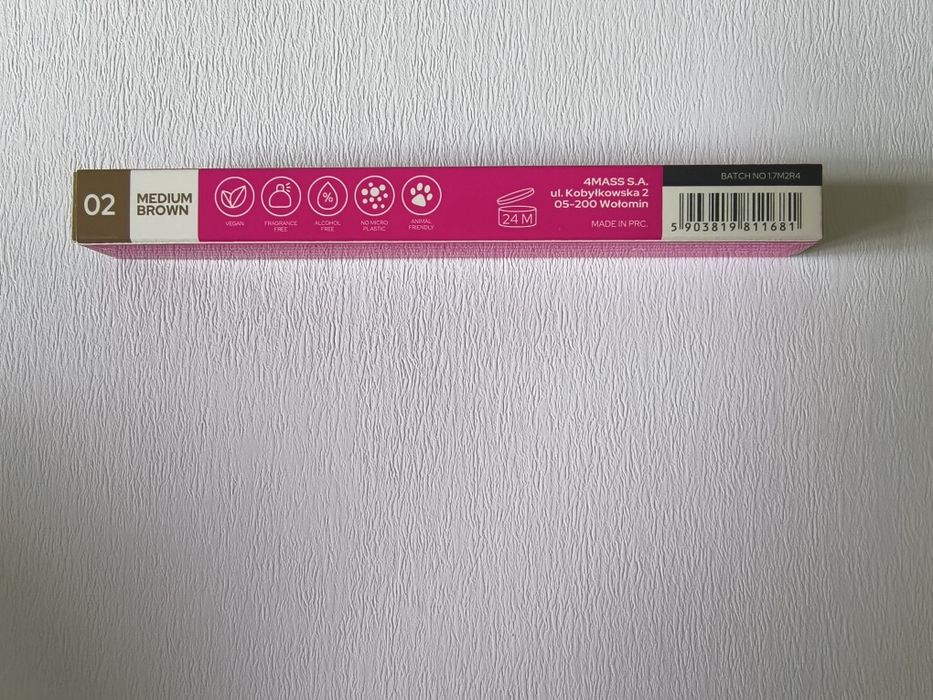 02
MEDIUM
BROWN
VEGAN
FRAGRANCE
FREE
%
ALCOHOL
FREE
NO MICRO
PLASTIC
ANIMAL
FRIENDLY
24 M
4MASS S.A.
ul. Kobyłkowska 2
05-200 Wołomin
MADE IN PRC.
BATCH NO 1.7M2R4
5 903819 811681